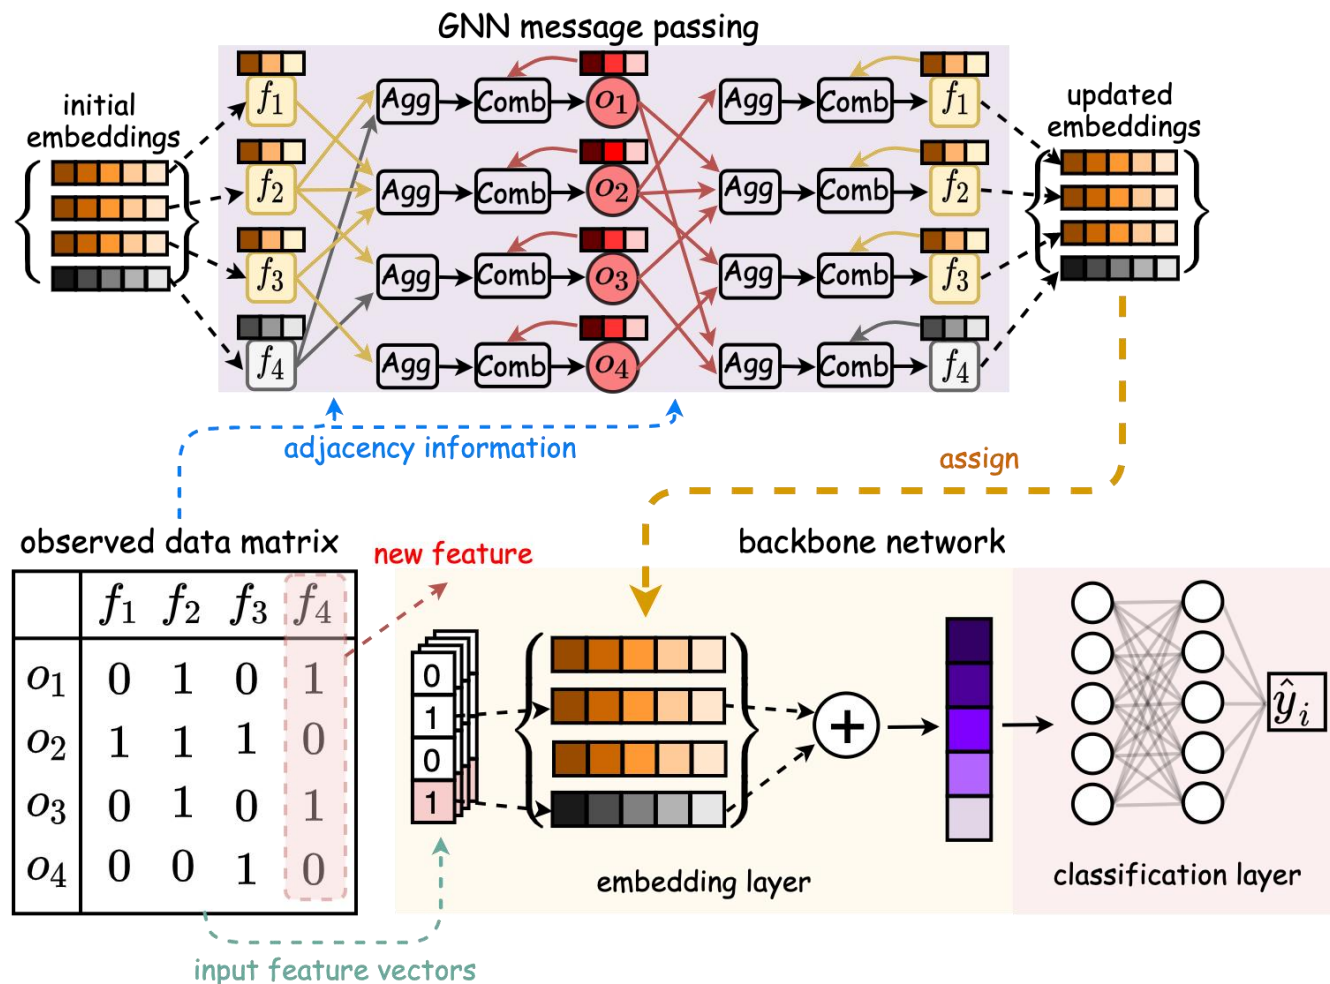 GNN message passing
initial
embeddings
updated
embeddings
f1 Agg Comb o1 Agg Comb f1
f2 Agg Comb o2 Agg Comb f2
f3 Agg Comb o3 Agg Comb f3
f4 Agg Comb o4 Agg Comb f4
adjacency information
assign
observed data matrix
new feature
backbone network
f1 f2 f3 f4
o1 0 1 0 1
o2 1 1 1 0
o3 0 1 0 1
o4 0 0 1 0
0
1
0
1
+
ŷi
embedding layer
classification layer
input feature vectors